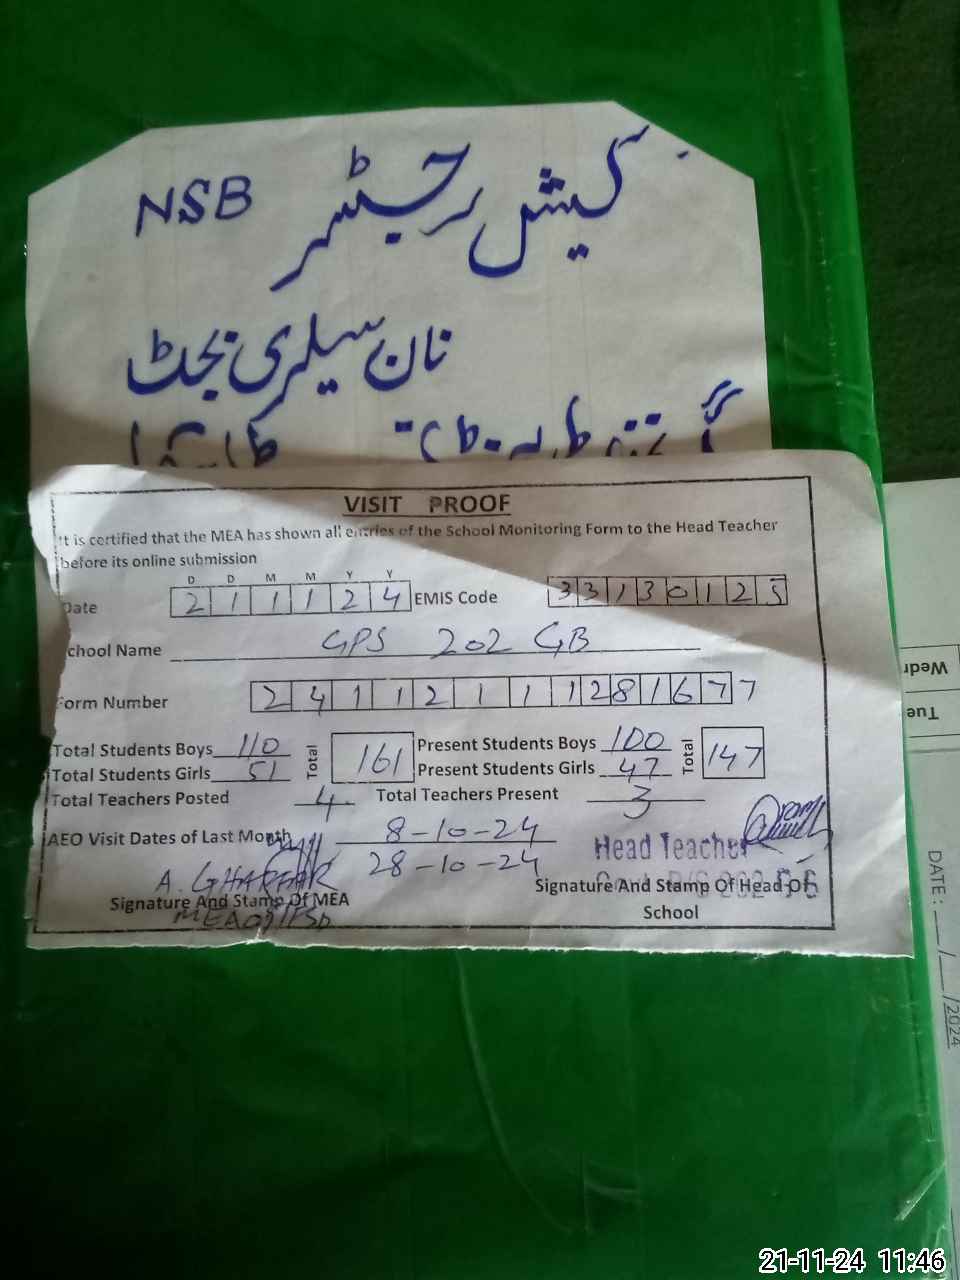 کیش رجسٹر NSB
نان سیلری بجٹ
VISIT PROOF
It is certified that the MEA has shown all entries of the School Monitoring Form to the Head Teacher
before its online submission
D D M M Y Y
Date 2 1 1 1 2 4 EMIS Code 3 3 1 3 0 1 2 5
chool Name GPS 202 GB
Form Number 2 4 1 1 2 1 1 1 2 8 1 6 7 7
Total Students Boys 110 Total 161 Present Students Boys 100 Total 147
Total Students Girls 51 Present Students Girls 47
Total Teachers Posted 4 Total Teachers Present 3
AEO Visit Dates of Last Month 8-10-24
28-10-24
Head Teacher
A. GHAFFAR
Signature And Stamp Of MEA
Signature And Stamp Of Head Of
School
Wedn
Tue
DATE: __/__/2024
21-11-24 11:46